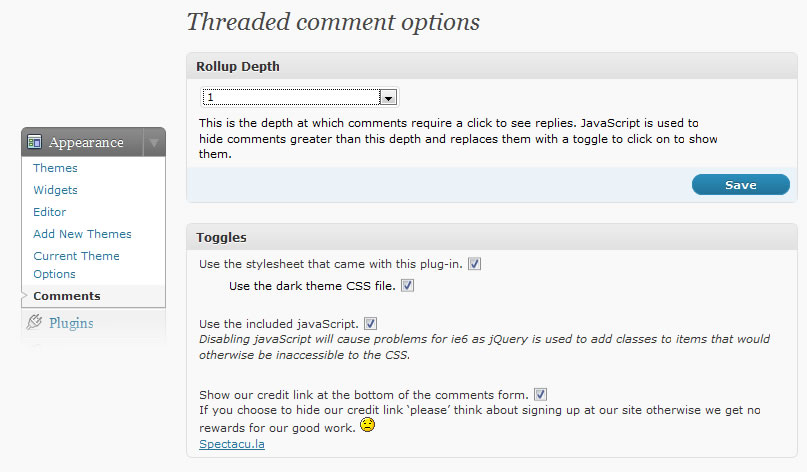 Threaded comment options
Rollup Depth
1
This is the depth at which comments require a click to see replies. JavaScript is used to
hide comments greater than this depth and replaces them with a toggle to click on to show
them.
Save
Appearance
Themes
Widgets
Editor
Add New Themes
Current Theme
Options
Comments
Plugins
Toggles
Use the stylesheet that came with this plug-in.
Use the dark theme CSS file.
Use the included javaScript.
Disabling javaScript will cause problems for ie6 as jQuery is used to add classes to items that would
otherwise be inaccessible to the CSS.
Show our credit link at the bottom of the comments form.
If you choose to hide our credit link 'please' think about signing up at our site otherwise we get no
rewards for our good work.
Spectacu.la